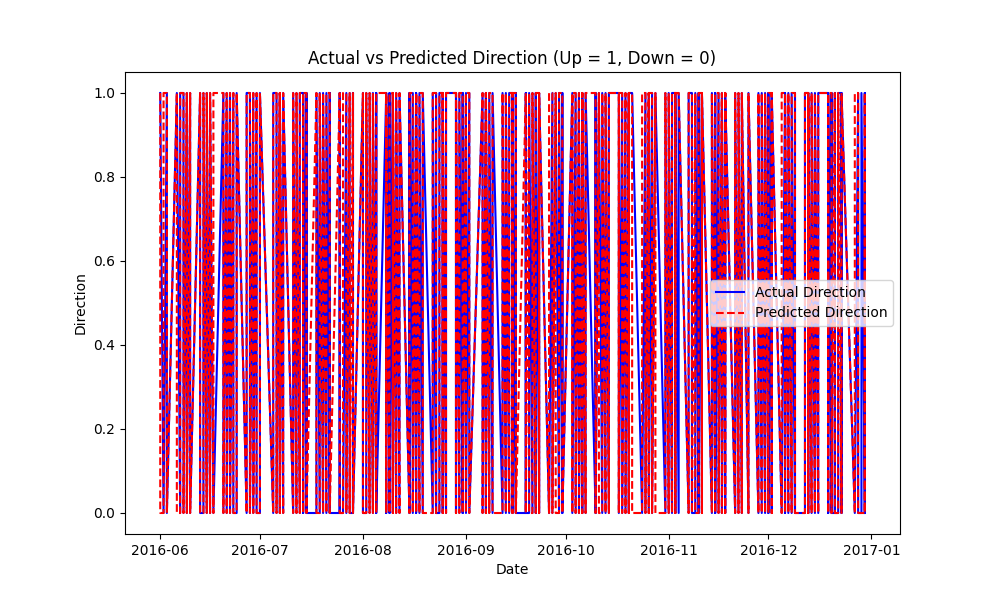 Actual vs Predicted Direction (Up = 1, Down = 0)
1.0
0.8
0.6
0.4
0.2
0.0
Direction
Actual Direction
Predicted Direction
2016-06 2016-07 2016-08 2016-09 2016-10 2016-11 2016-12 2017-01
Date